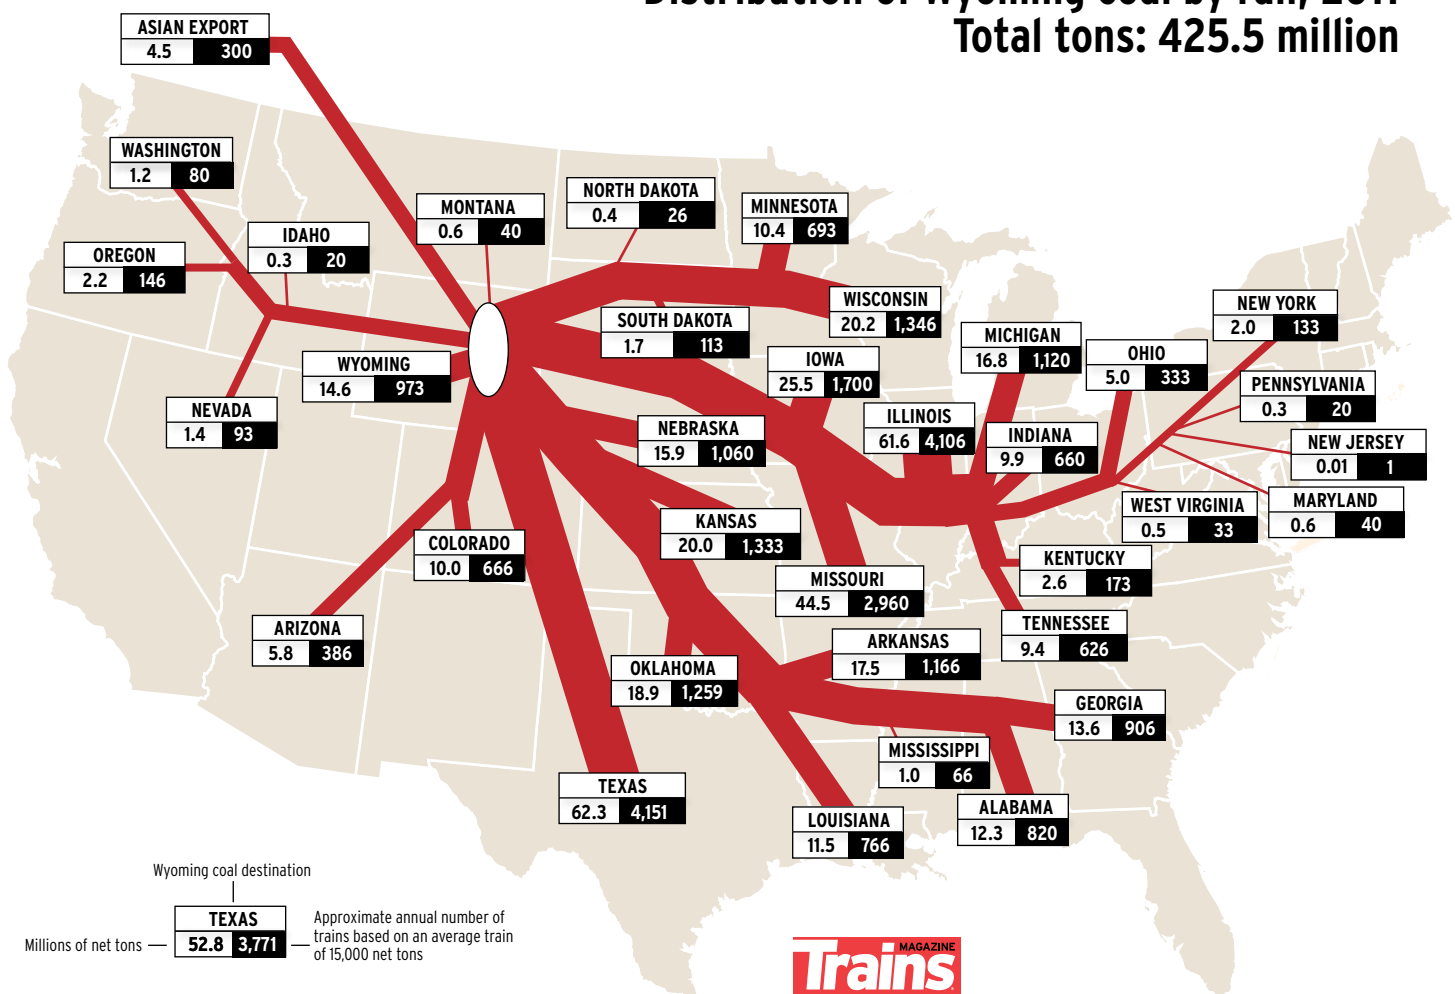 Distribution of Wyoming coal by rail, 2011
Total tons: 425.5 million
ASIAN EXPORT
4.5 300
WASHINGTON
1.2 80
OREGON
2.2 146
IDAHO
0.3 20
MONTANA
0.6 40
NORTH DAKOTA
0.4 26
MINNESOTA
10.4 693
WISCONSIN
20.2 1,346
SOUTH DAKOTA
1.7 113
WYOMING
14.6 973
NEVADA
1.4 93
IOWA
25.5 1,700
MICHIGAN
16.8 1,120
OHIO
5.0 333
NEW YORK
2.0 133
PENNSYLVANIA
0.3 20
NEW JERSEY
0.01 1
MARYLAND
0.6 40
WEST VIRGINIA
0.5 33
ILLINOIS
61.6 4,106
INDIANA
9.9 660
NEBRASKA
15.9 1,060
KANSAS
20.0 1,333
COLORADO
10.0 666
MISSOURI
44.5 2,960
KENTUCKY
2.6 173
TENNESSEE
9.4 626
ARIZONA
5.8 386
OKLAHOMA
18.9 1,259
ARKANSAS
17.5 1,166
GEORGIA
13.6 906
MISSISSIPPI
1.0 66
ALABAMA
12.3 820
TEXAS
62.3 4,151
LOUISIANA
11.5 766
Wyoming coal destination
TEXAS
52.8 3,771
Millions of net tons
Approximate annual number of
trains based on an average train
of 15,000 net tons
Trains
MAGAZINE